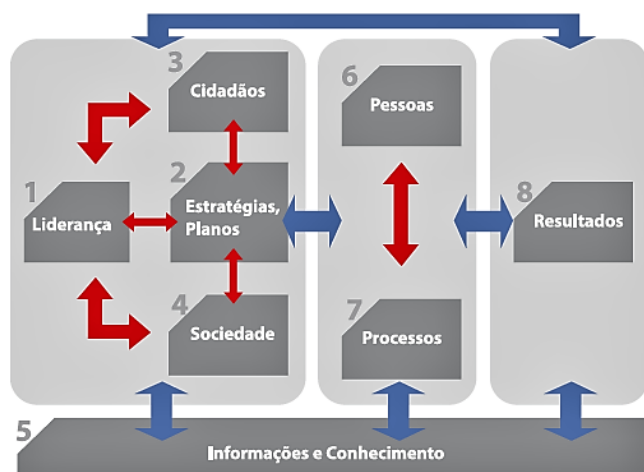 3
Cidadãos
6
Pessoas
1
Liderança
2
Estratégias,
Planos
8
Resultados
4
Sociedade
7
Processos
5
Informações e Conhecimento